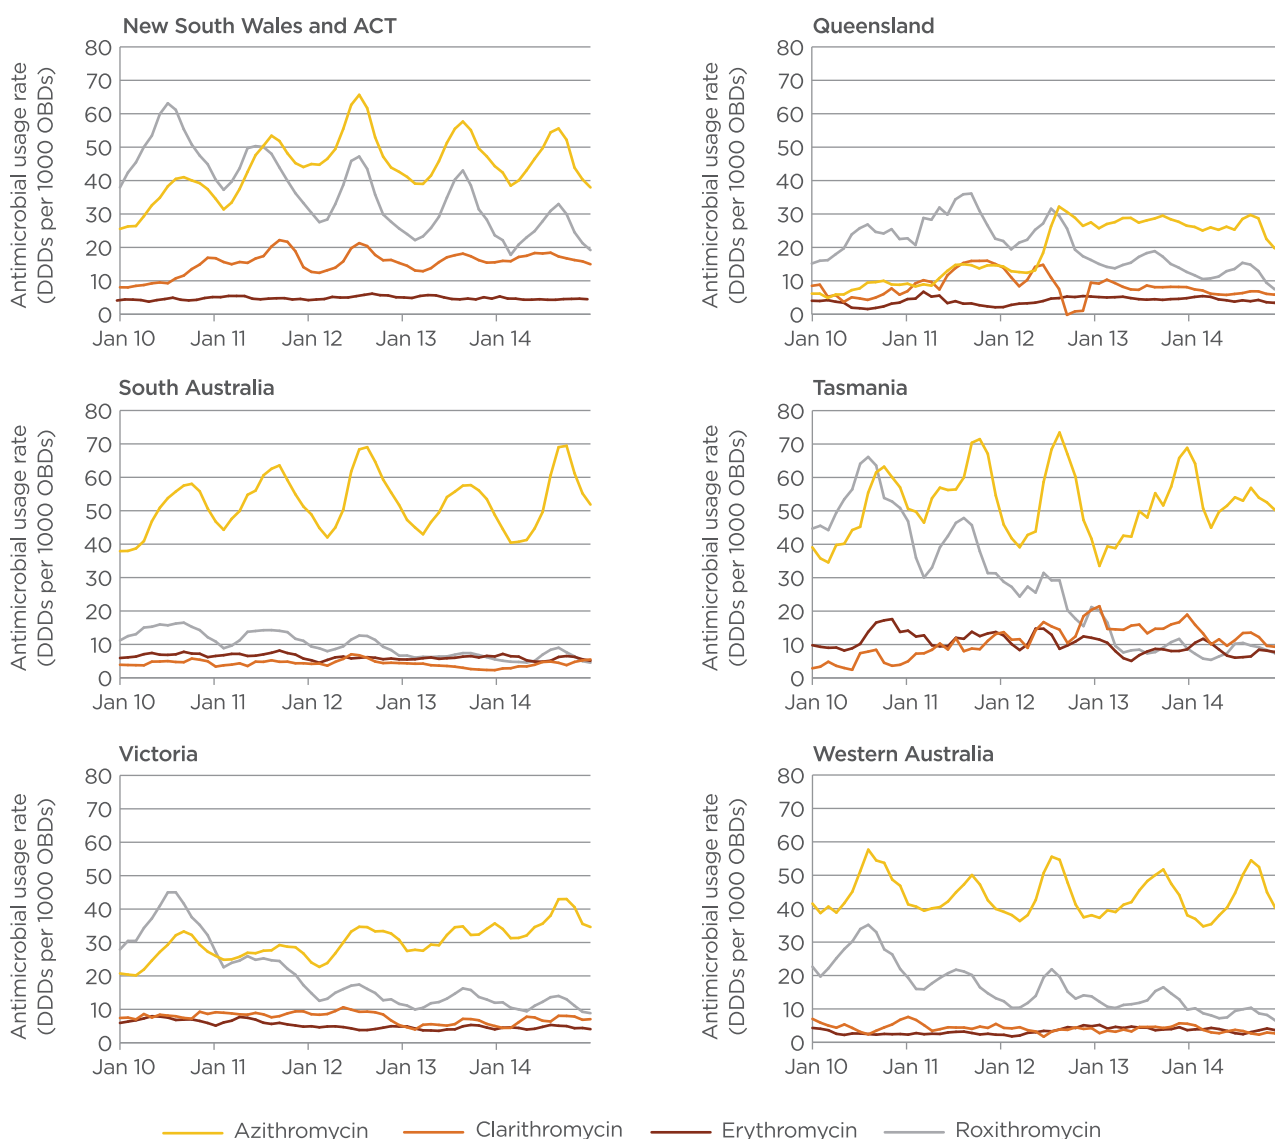 New South Wales and ACT
Antimicrobial usage rate
(DDDs per 1000 OBDs)
80
70
60
50
40
30
20
10
0
Jan 10 Jan 11 Jan 12 Jan 13 Jan 14
Queensland
Antimicrobial usage rate
(DDDs per 1000 OBDs)
80
70
60
50
40
30
20
10
0
Jan 10 Jan 11 Jan 12 Jan 13 Jan 14
South Australia
Antimicrobial usage rate
(DDDs per 1000 OBDs)
80
70
60
50
40
30
20
10
0
Jan 10 Jan 11 Jan 12 Jan 13 Jan 14
Tasmania
Antimicrobial usage rate
(DDDs per 1000 OBDs)
80
70
60
50
40
30
20
10
0
Jan 10 Jan 11 Jan 12 Jan 13 Jan 14
Victoria
Antimicrobial usage rate
(DDDs per 1000 OBDs)
80
70
60
50
40
30
20
10
0
Jan 10 Jan 11 Jan 12 Jan 13 Jan 14
Western Australia
Antimicrobial usage rate
(DDDs per 1000 OBDs)
80
70
60
50
40
30
20
10
0
Jan 10 Jan 11 Jan 12 Jan 13 Jan 14
Azithromycin Clarithromycin Erythromycin Roxithromycin